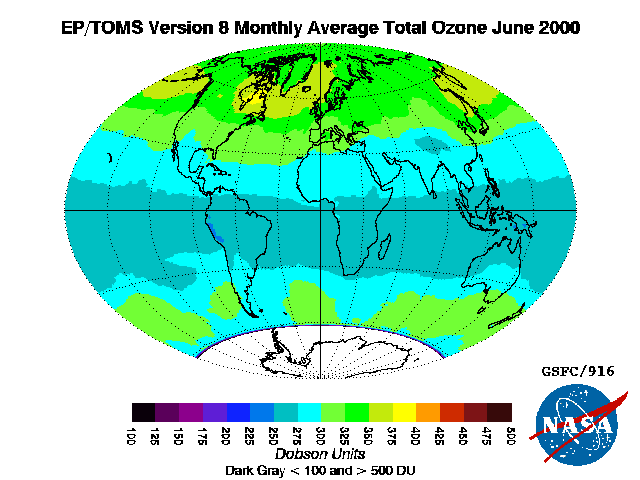 EP/TOMS Version 8 Monthly Average Total Ozone June 2000
GSFC/916
NASA
100 125 150 175 200 225 250 275 300 325 350 375 400 425 450 475 500
Dobson Units
Dark Gray < 100 and > 500 DU